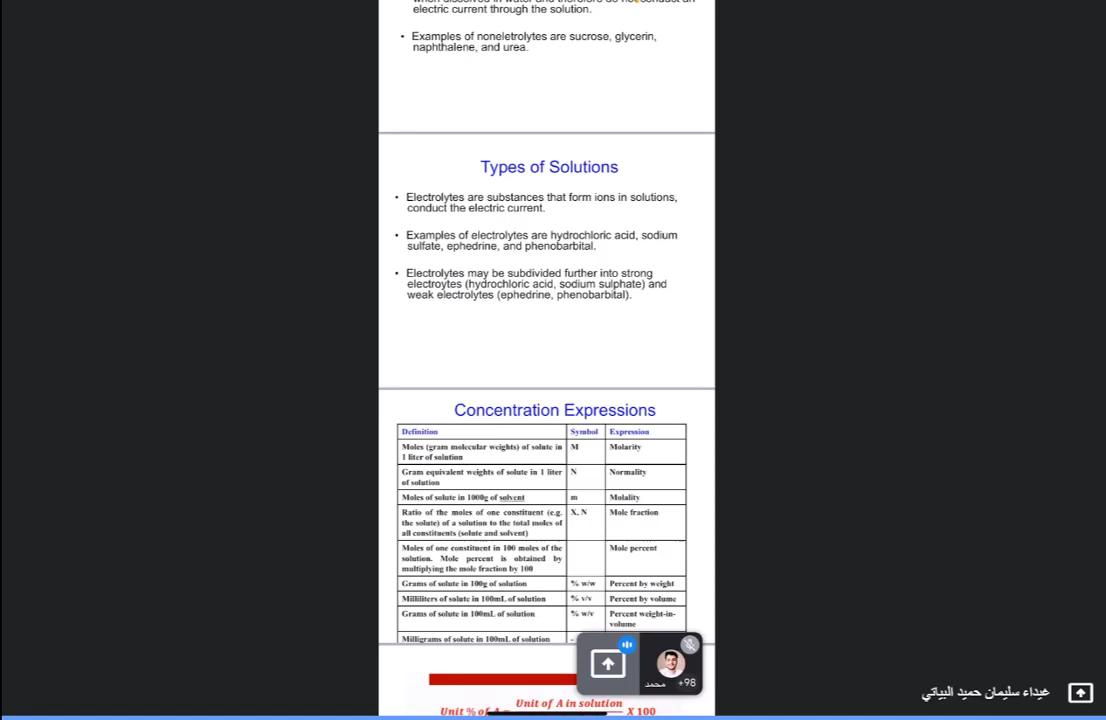 electric current through the solution.
• Examples of noneletrolytes are sucrose, glycerin,
naphthalene, and urea.
Types of Solutions
• Electrolytes are substances that form ions in solutions,
conduct the electric current.
• Examples of electrolytes are hydrochloric acid, sodium
sulfate, ephedrine, and phenobarbital.
• Electrolytes may be subdivided further into strong
electroytes (hydrochloric acid, sodium sulphate) and
weak electrolytes (ephedrine, phenobarbital).
Concentration Expressions
Definition Symbol Expression
Moles (gram molecular weights) of solute in M Molarity
1 liter of solution
Gram equivalent weights of solute in 1 liter N Normality
of solution
Moles of solute in 1000g of solvent m Molality
Ratio of the moles of one constituent (e.g. X, N Mole fraction
the solute) of a solution to the total moles of
all constituents (solute and solvent)
Moles of one constituent in 100 moles of the Mole percent
solution. Mole percent is obtained by
multiplying the mole fraction by 100
Grams of solute in 100g of solution % w/w Percent by weight
Milliliters of solute in 100mL of solution % v/v Percent by volume
Grams of solute in 100mL of solution % w/v Percent weight-in-
volume
Milligrams of solute in 100mL of solution -
محمد +98
Unit of A in solution
Unit % of X 100
غيداء سليمان حميد البياتي